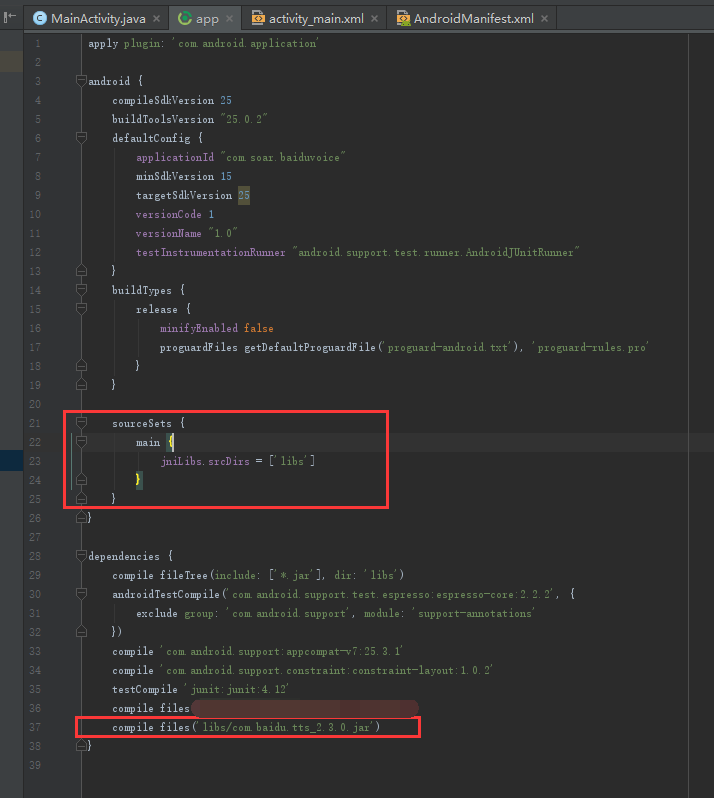 MainActivity.java × app × activity_main.xml × AndroidManifest.xml ×
1 apply plugin: 'com.android.application'
2
3 android {
4 compileSdkVersion 25
5 buildToolsVersion "25.0.2"
6 defaultConfig {
7 applicationId "com.soar.baiduvoice"
8 minSdkVersion 15
9 targetSdkVersion 25
10 versionCode 1
11 versionName "1.0"
12 testInstrumentationRunner "android.support.test.runner.AndroidJUnitRunner"
13 }
14 buildTypes {
15 release {
16 minifyEnabled false
17 proguardFiles getDefaultProguardFile('proguard-android.txt'), 'proguard-rules.pro'
18 }
19 }
20
21 sourceSets {
22 main {
23 jniLibs.srcDirs = ['libs']
24 }
25 }
26 }
27
28 dependencies {
29 compile fileTree(include: ['*.jar'], dir: 'libs')
30 androidTestCompile('com.android.support.test.espresso:espresso-core:2.2.2', {
31 exclude group: 'com.android.support', module: 'support-annotations'
32 })
33 compile 'com.android.support:appcompat-v7:25.3.1'
34 compile 'com.android.support.constraint:constraint-layout:1.0.2'
35 testCompile 'junit:junit:4.12'
36 compile files
37 compile files('libs/com.baidu.tts_2.3.0.jar')
38 }
39